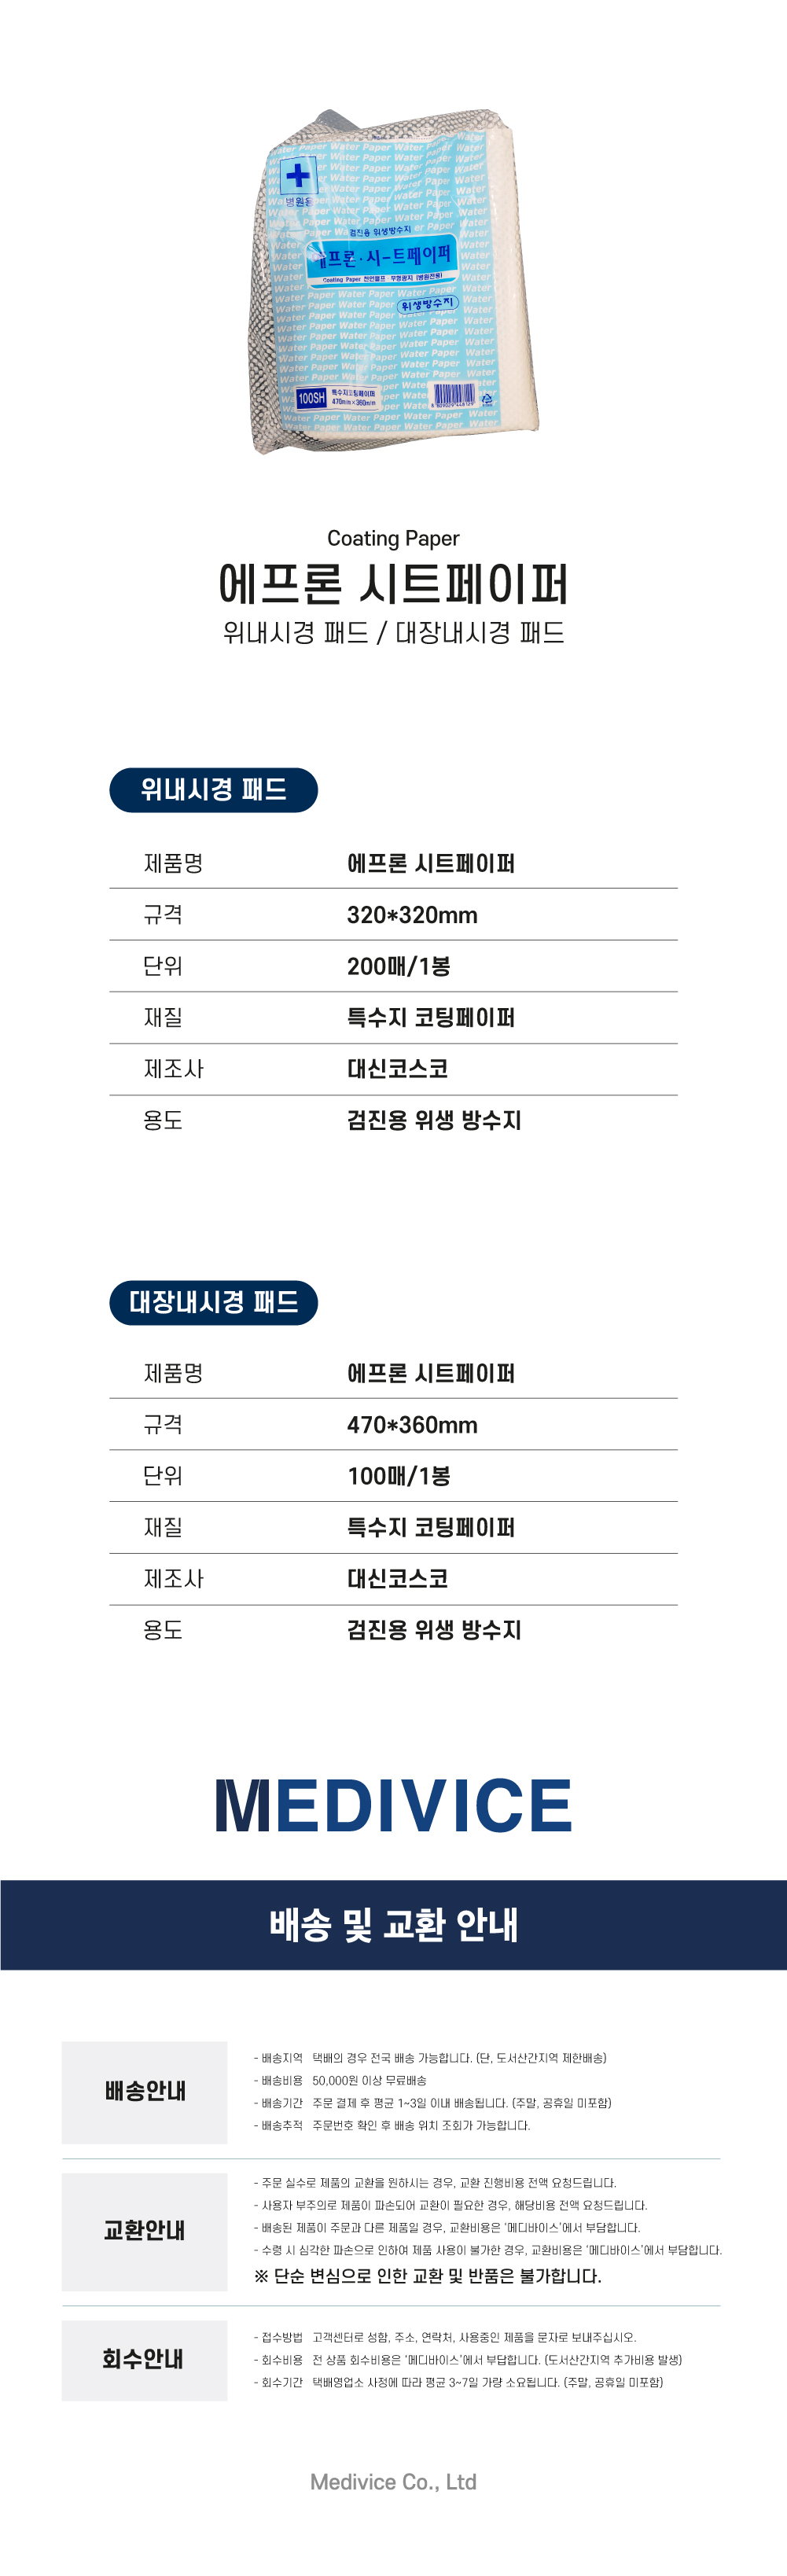 병원용
검진용 위생방수지
에프론·시-트페이퍼
Coating Paper 천연펄프·무형광지 (병원전용)
위생방수지
100SH
특수지코팅페이퍼
470m/m×360m/m
Water Paper Water Paper Water Paper Water Paper
Coating Paper
에프론 시트페이퍼
위내시경 패드 / 대장내시경 패드
위내시경 패드
제품명 에프론 시트페이퍼
규격 320*320mm
단위 200매/1봉
재질 특수지 코팅페이퍼
제조사 대신코스코
용도 검진용 위생 방수지
대장내시경 패드
제품명 에프론 시트페이퍼
규격 470*360mm
단위 100매/1봉
재질 특수지 코팅페이퍼
제조사 대신코스코
용도 검진용 위생 방수지
MEDIVICE
배송 및 교환 안내
배송안내
- 배송지역 택배의 경우 전국 배송 가능합니다. (단, 도서산간지역 제한배송)
- 배송비용 50,000원 이상 무료배송
- 배송기간 주문 결제 후 평균 1~3일 이내 배송됩니다. (주말, 공휴일 미포함)
- 배송추적 주문번호 확인 후 배송 위치 조회가 가능합니다.
교환안내
- 주문 실수로 제품의 교환을 원하시는 경우, 교환 진행비용 전액 요청드립니다.
- 사용자 부주의로 제품이 파손되어 교환이 필요한 경우, 해당비용 전액 요청드립니다.
- 배송된 제품이 주문과 다른 제품일 경우, 교환비용은 '메디바이스'에서 부담합니다.
- 수령 시 심각한 파손으로 인하여 제품 사용이 불가한 경우, 교환비용은 '메디바이스'에서 부담합니다.
※ 단순 변심으로 인한 교환 및 반품은 불가합니다.
회수안내
- 접수방법 고객센터로 성함, 주소, 연락처, 사용중인 제품을 문자로 보내주십시오.
- 회수비용 전 상품 회수비용은 '메디바이스'에서 부답합니다. (도서산간지역 추가비용 발생)
- 회수기간 택배영업소 사정에 따라 평균 3~7일 가량 소요됩니다. (주말, 공휴일 미포함)
Medivice Co., Ltd